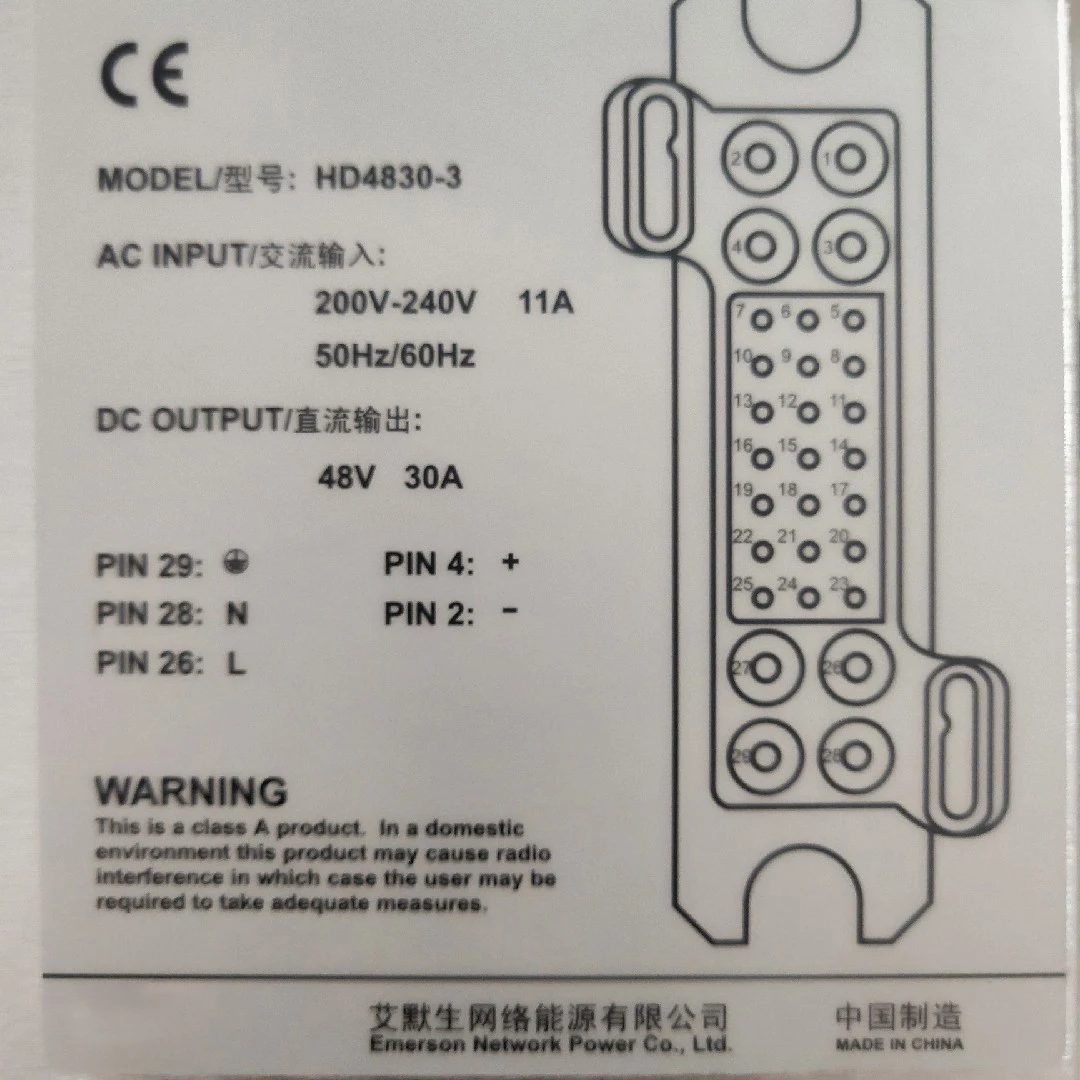 CE
MODEL/型号: HD4830-3
AC INPUT/交流输入:
200V-240V 11A
50Hz/60Hz
DC OUTPUT/直流输出:
48V 30A
PIN 29: ⏚ PIN 4: +
PIN 28: N PIN 2: -
PIN 26: L
WARNING
This is a class A product. In a domestic
environment this product may cause radio
interference in which case the user may be
required to take adequate measures.
2 1
4 3
7 6 5
10 9 8
13 12 11
16 15 14
19 18 17
22 21 20
25 24 23
27 26
29 28
艾默生网络能源有限公司 中国制造
Emerson Network Power Co., Ltd. MADE IN CHINA